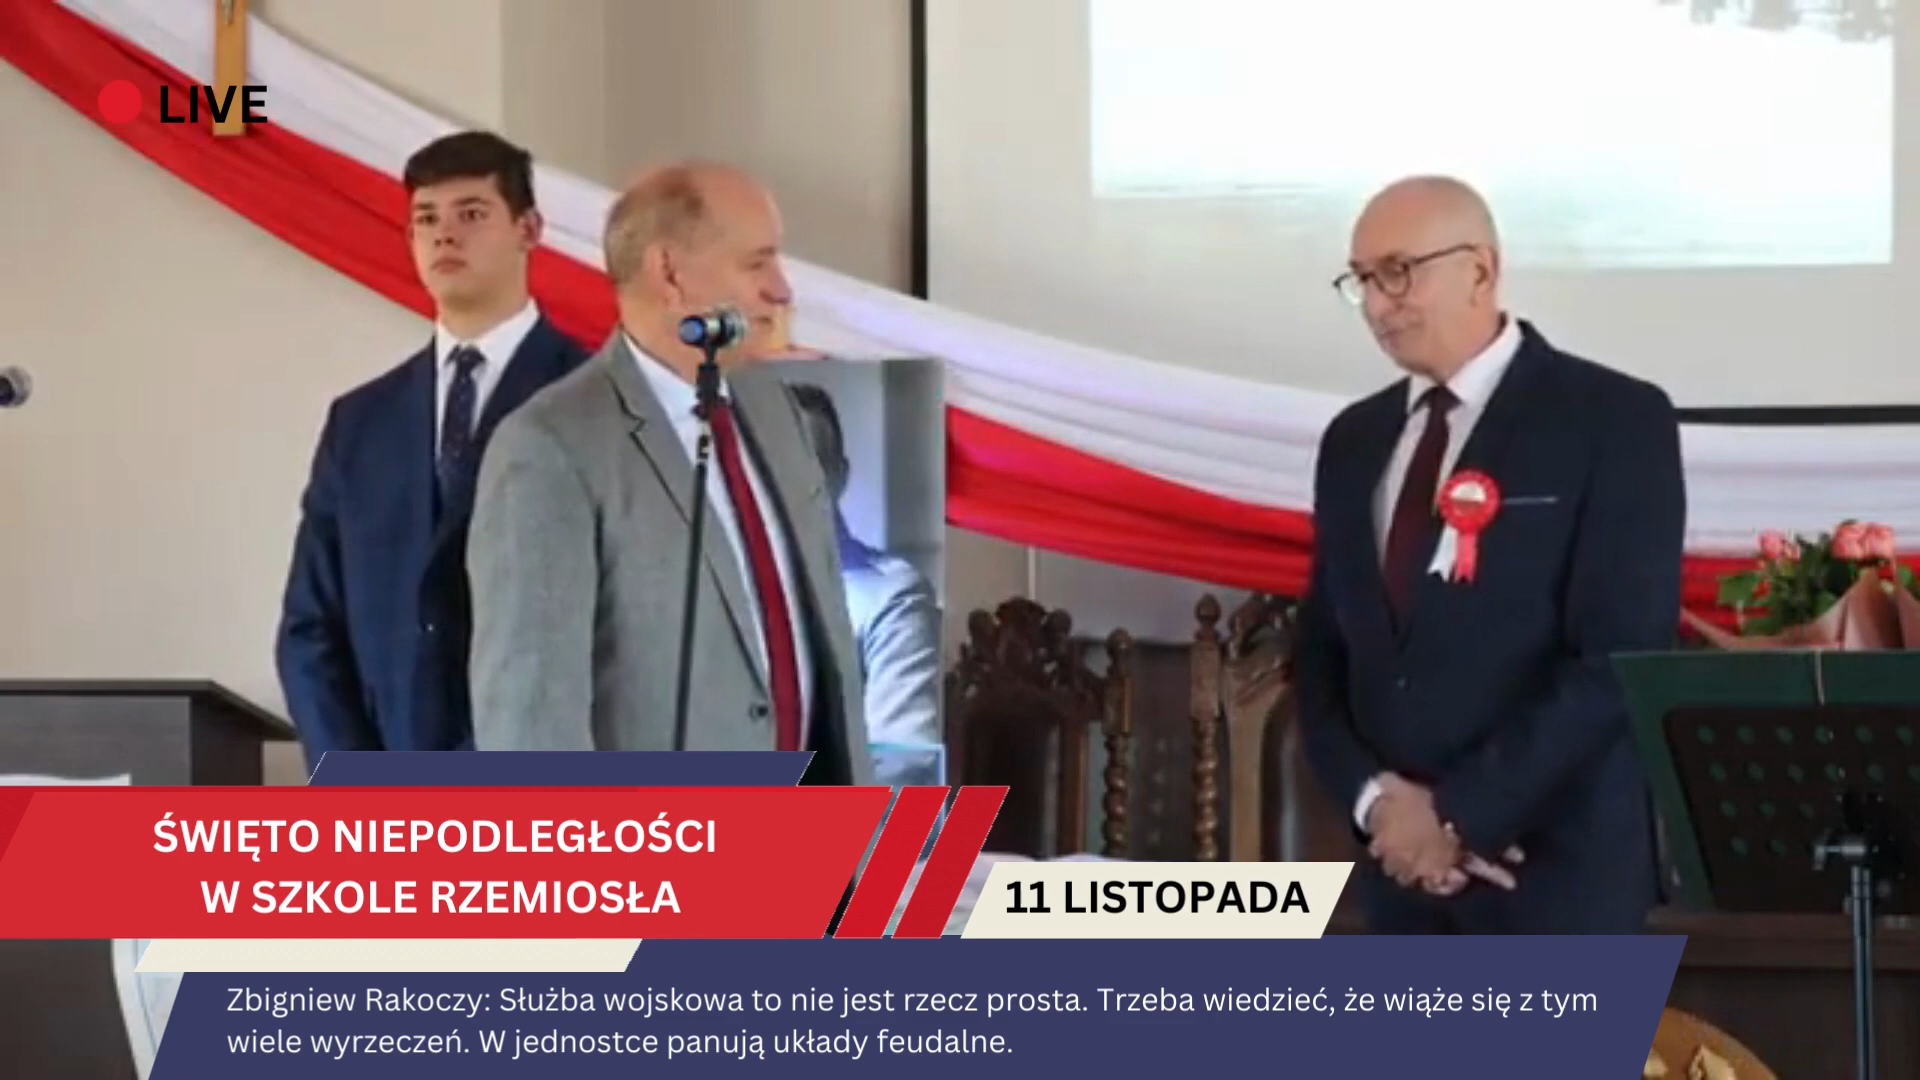 LIVE
ŚWIĘTO NIEPODLEGŁOŚCI
W SZKOLE RZEMIOSŁA
11 LISTOPADA
Zbigniew Rakoczy: Służba wojskowa to nie jest rzecz prosta. Trzeba wiedzieć, że wiąże się z tym
wiele wyrzeczeń. W jednostce panują układy feudalne.